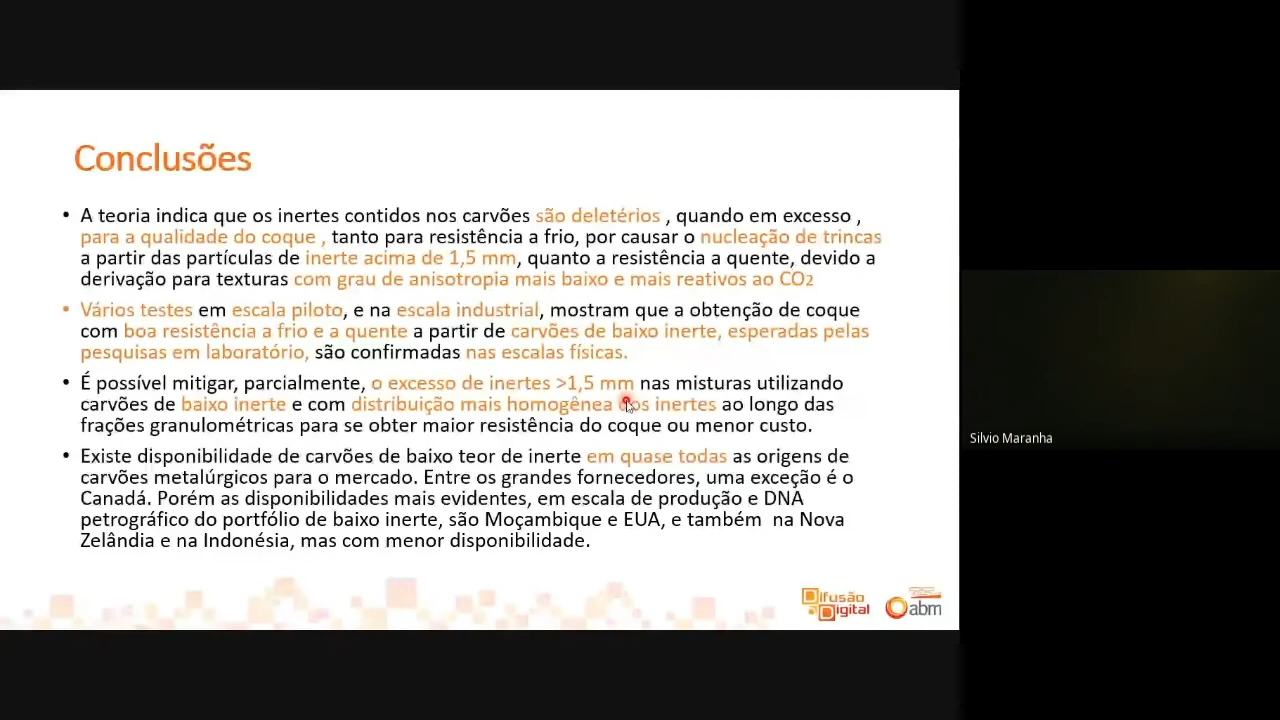 Conclusões
• A teoria indica que os inertes contidos nos carvões são deletérios , quando em excesso ,
para a qualidade do coque , tanto para resistência a frio, por causar o nucleação de trincas
a partir das partículas de inerte acima de 1,5 mm, quanto a resistência a quente, devido a
derivação para texturas com grau de anisotropia mais baixo e mais reativos ao CO2
• Vários testes em escala piloto, e na escala industrial, mostram que a obtenção de coque
com boa resistência a frio e a quente a partir de carvões de baixo inerte, esperadas pelas
pesquisas em laboratório, são confirmadas nas escalas físicas.
• É possível mitigar, parcialmente, o excesso de inertes >1,5 mm nas misturas utilizando
carvões de baixo inerte e com distribuição mais homogênea dos inertes ao longo das
frações granulométricas para se obter maior resistência do coque ou menor custo.
• Existe disponibilidade de carvões de baixo teor de inerte em quase todas as origens de
carvões metalúrgicos para o mercado. Entre os grandes fornecedores, uma exceção é o
Canadá. Porém as disponibilidades mais evidentes, em escala de produção e DNA
petrográfico do portfólio de baixo inerte, são Moçambique e EUA, e também na Nova
Zelândia e na Indonésia, mas com menor disponibilidade.
Difusão
Digital
abm
Silvio Maranha